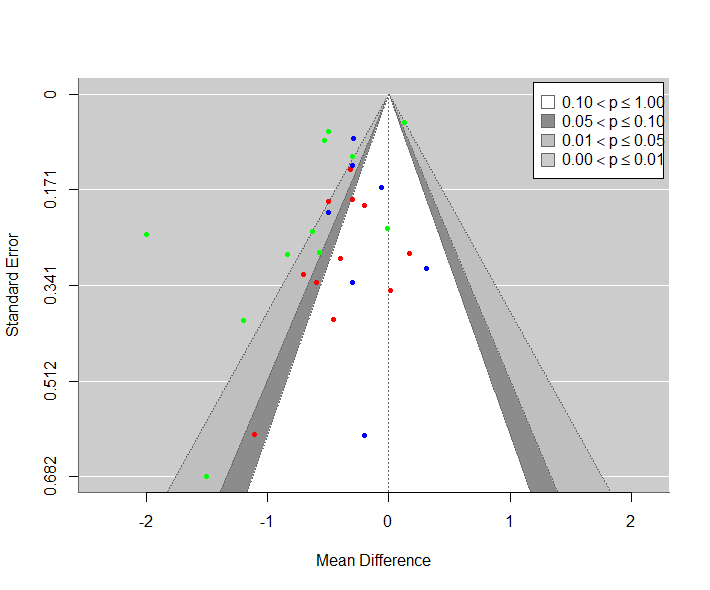 0.10 < p ≤ 1.00
0.05 < p ≤ 0.10
0.01 < p ≤ 0.05
0.00 < p ≤ 0.01
Standard Error
0
0.171
0.341
0.512
0.682
-2
-1
0
1
2
Mean Difference